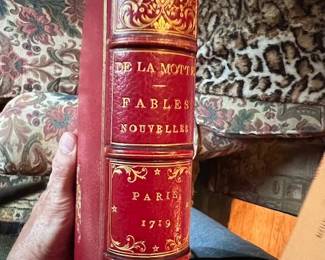 DE LA MOTTE
FABLES
NOUVELLES
PARIS
1719